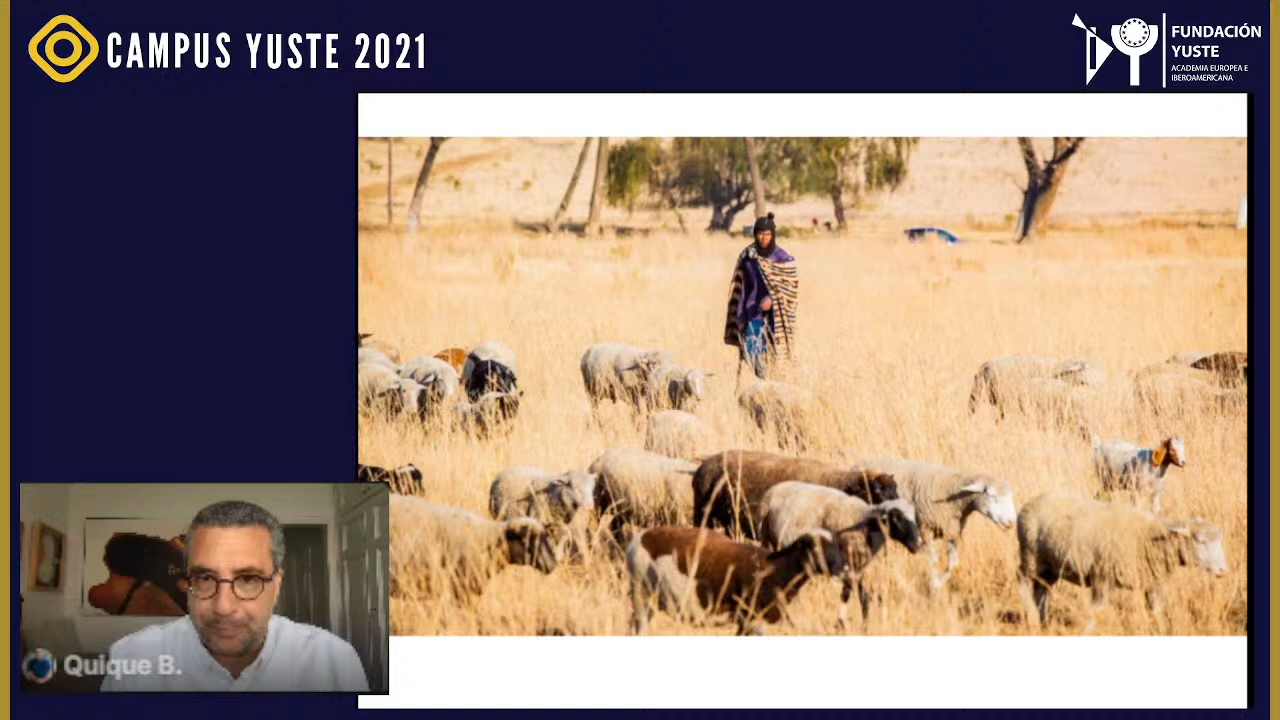 CAMPUS YUSTE 2021
FUNDACIÓN
YUSTE
ACADEMIA EUROPEA E
IBEROAMERICANA
Quique B.